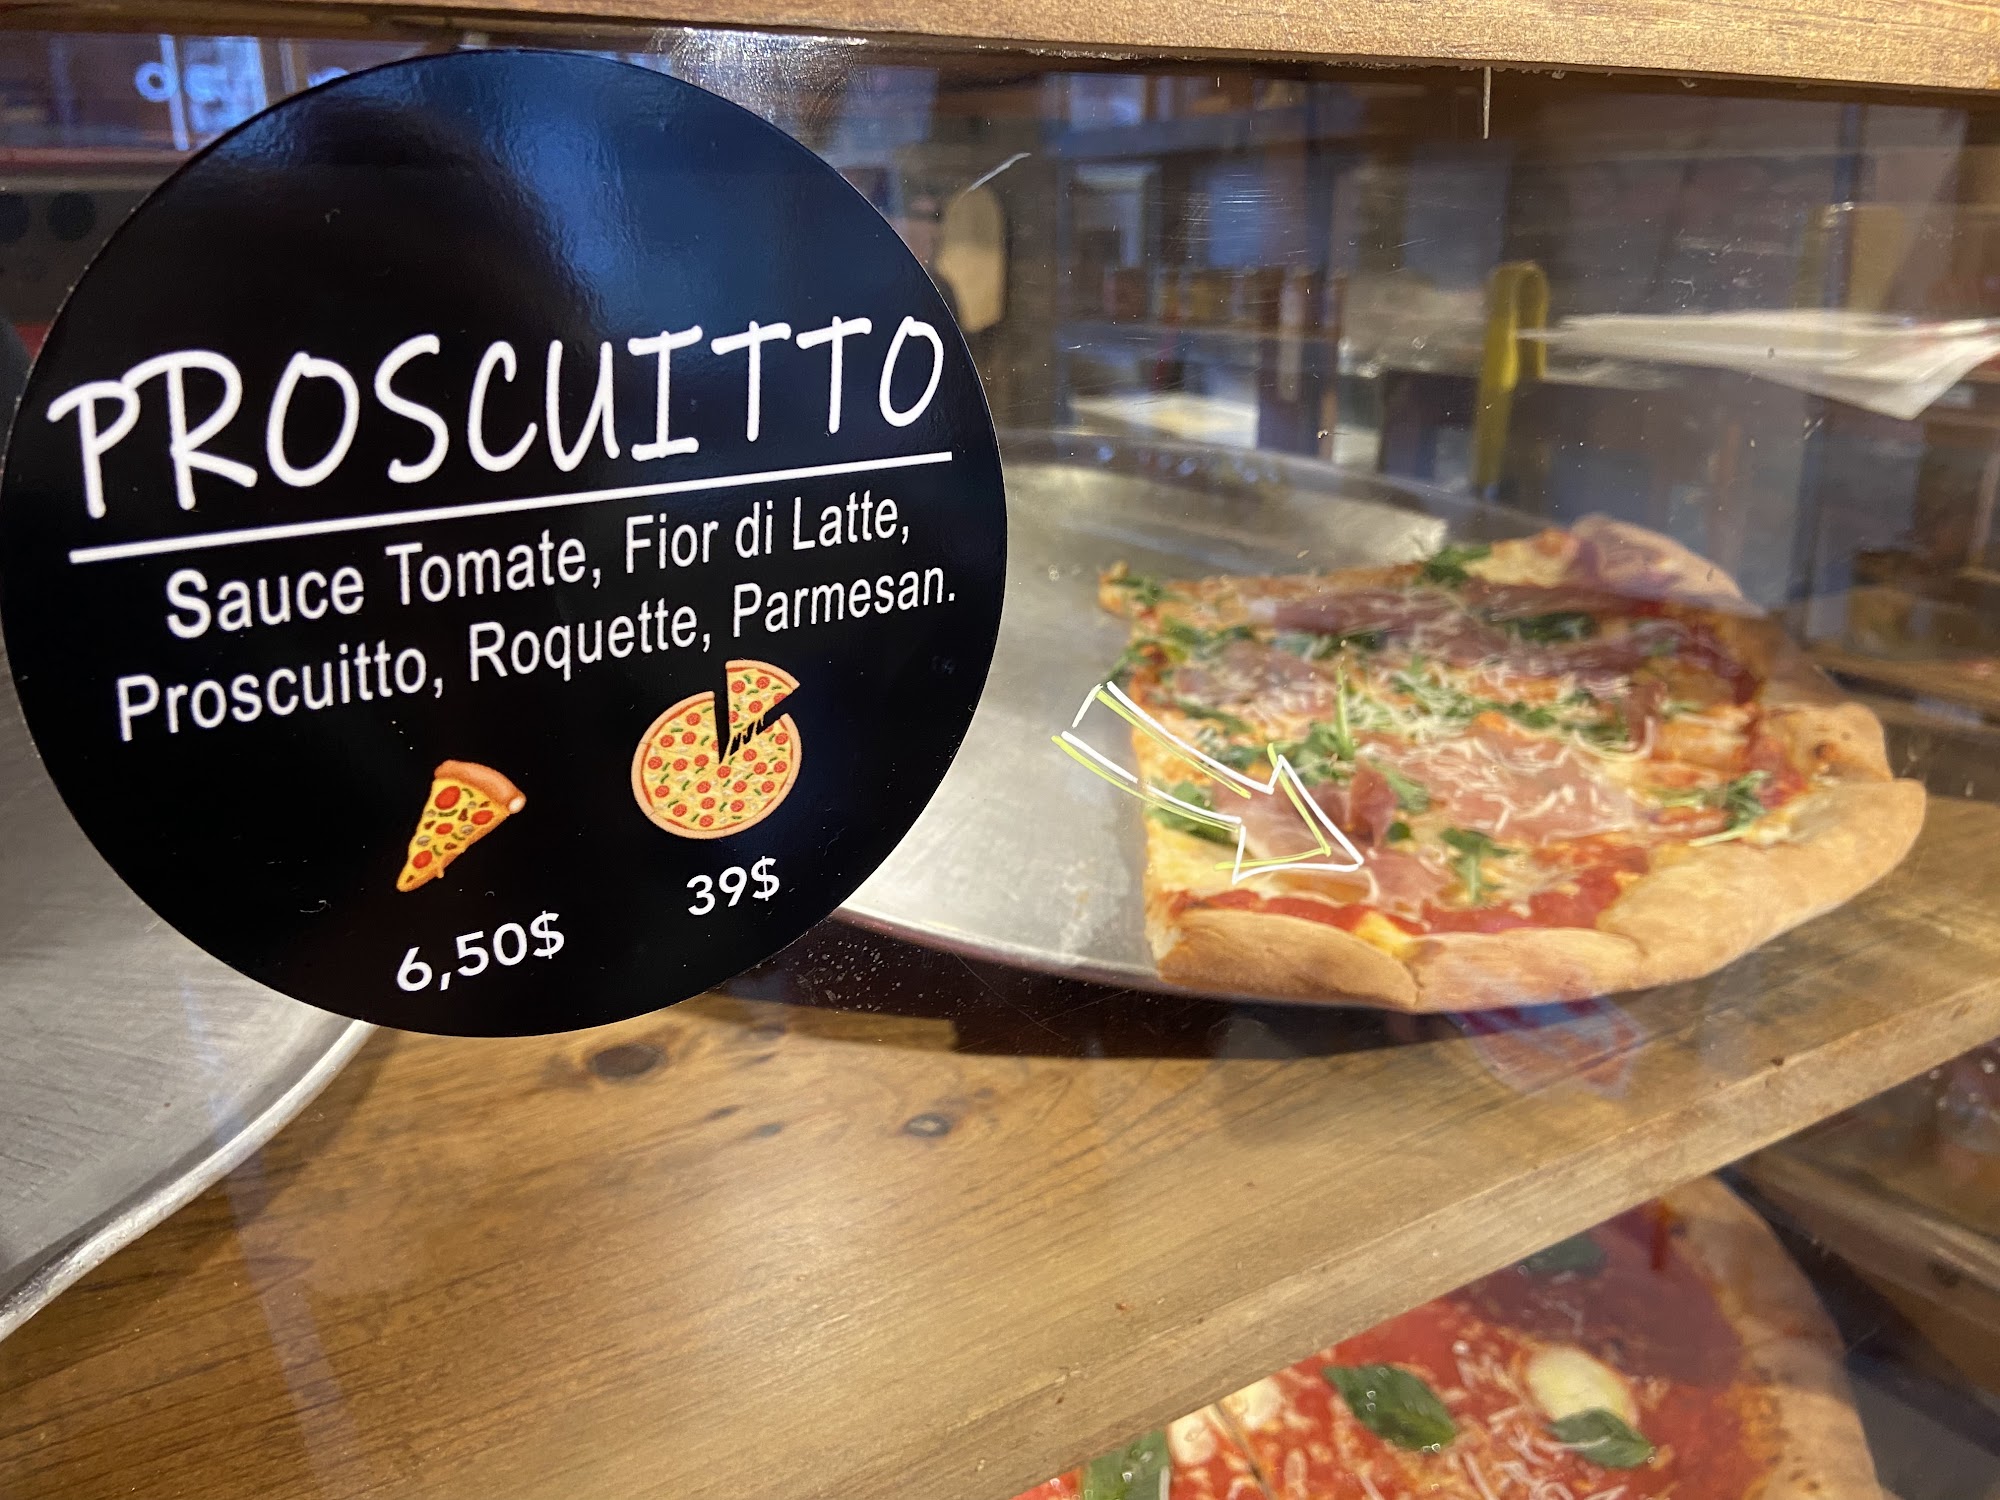 PROSCUITTO
Sauce Tomate, Fior di Latte,
Proscuitto, Roquette, Parmesan.
6,50$
39$